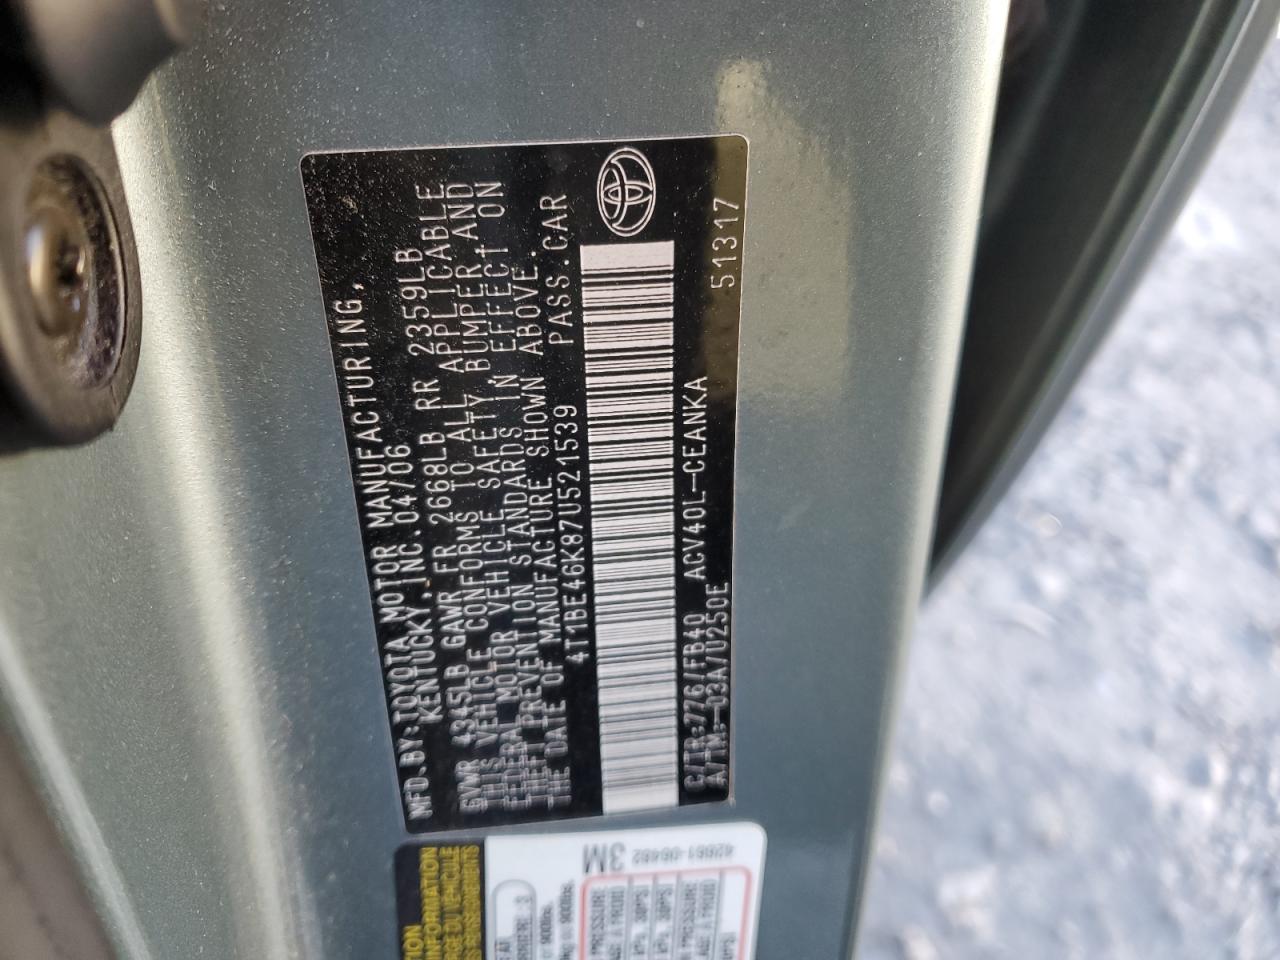 MFD.BY:TOYOTA MOTOR MANUFACTURING,
KENTUCKY,INC.04/06
GVWR 4345LB GAWR FR 2668LB RR 2359LB
THIS VEHICLE CONFORMS TO ALL APPLICABLE
FEDERAL MOTOR VEHICLE SAFETY,BUMPER,AND
THEFT PREVENTION STANDARDS IN EFFECT ON
THE DATE OF MANUFACTURE SHOWN ABOVE.
4T1BE46K87U521539 PASS.CAR
C/TR:776/FB40 ACV40L-CEANKA
A/TM:-03A/U250E 51317
3M
42661-06482